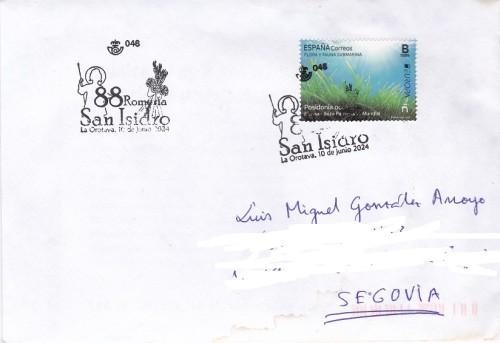 046
88 Romería
San Isidro
La Orotava, 10 de Junio 2024
ESPAÑA Correos
FLORA Y FAUNA SUBMARINA
B
EUROPA
046
Posidonia
San Isidro
La Orotava, 10 de Junio 2024
Luis Miguel González Arroyo
SEGOVIA